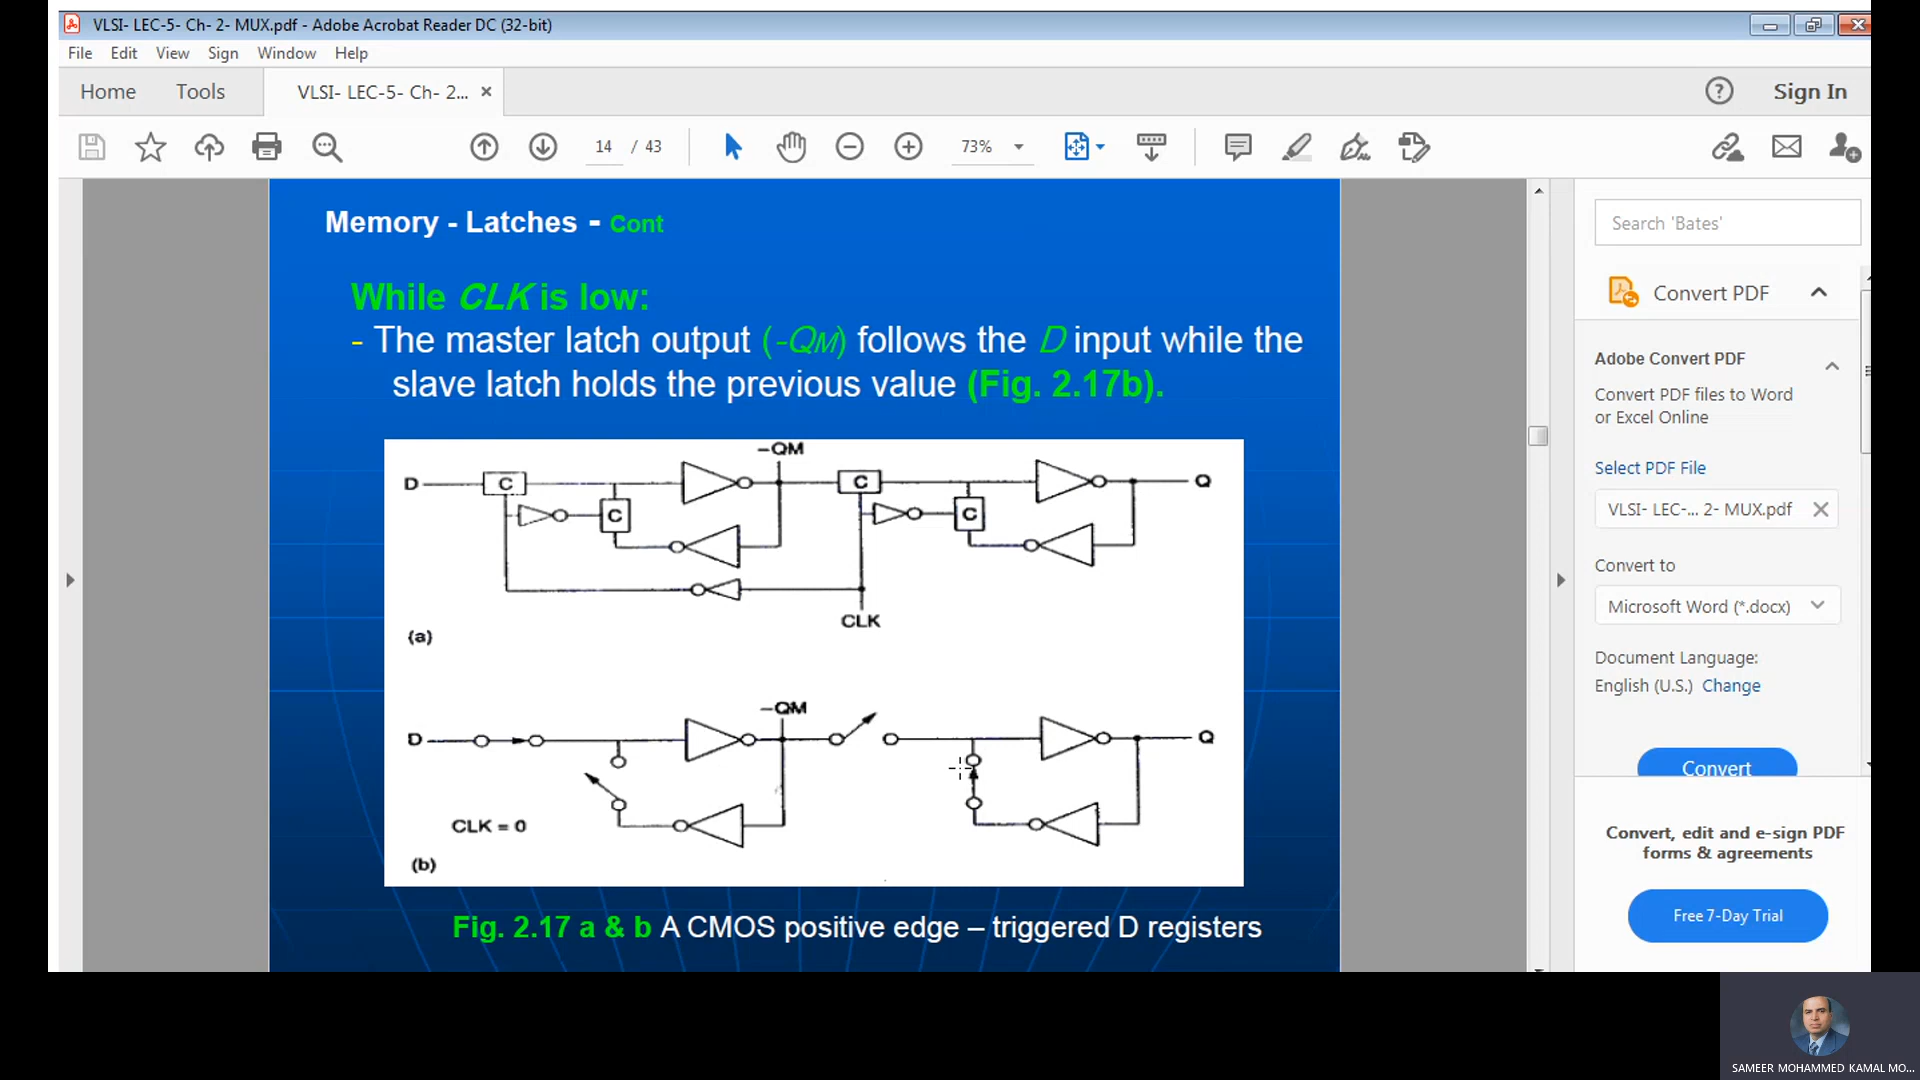 VLSI- LEC-5- Ch- 2- MUX.pdf - Adobe Acrobat Reader DC (32-bit)
File Edit View Sign Window Help
Home Tools VLSI- LEC-5- Ch- 2... Sign In
14 / 43 73%
Memory - Latches - Cont
While CLK is low:
- The master latch output (-QM) follows the D input while the
slave latch holds the previous value (Fig. 2.17b).
-QM
D C C Q
C C
CLK
(a)
-QM
D Q
CLK = 0
(b)
Fig. 2.17 a & b A CMOS positive edge – triggered D registers
Search 'Bates'
Convert PDF
Adobe Convert PDF
Convert PDF files to Word
or Excel Online
Select PDF File
VLSI- LEC-... 2- MUX.pdf
Convert to
Microsoft Word (*.docx)
Document Language:
English (U.S.) Change
Convert
Convert, edit and e-sign PDF
forms & agreements
Free 7-Day Trial
SAMEER MOHAMMED KAMAL MO...